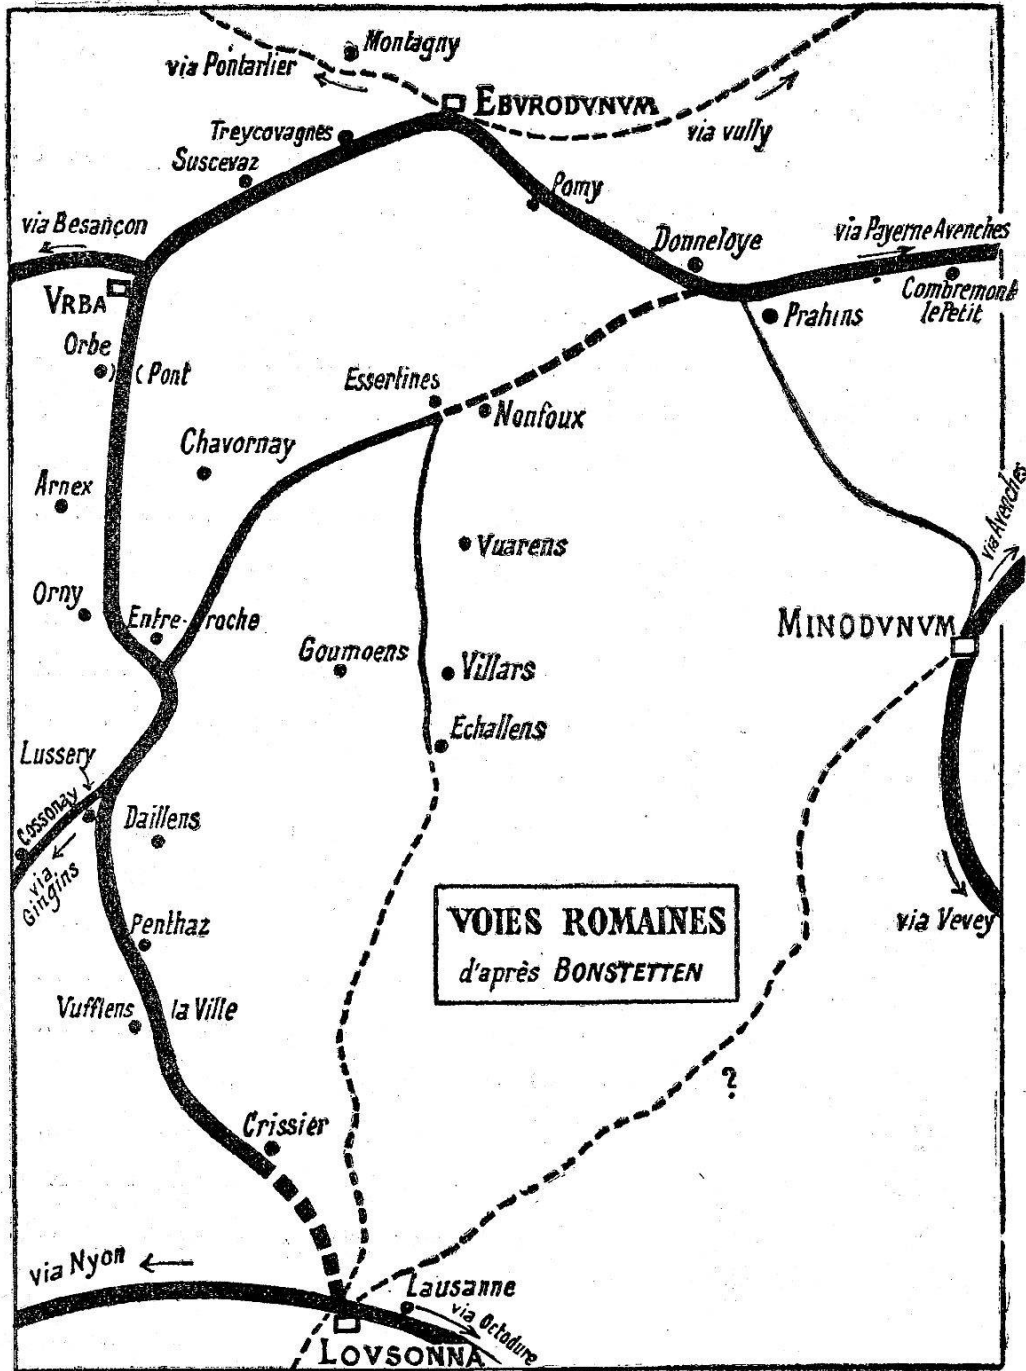 Montagny
via Pontarlier
EBVRODVNVM
Treycovagnes
via vully
Suscevaz
Pomy
via Besançon
Donneloye
via Payerne Avenches
VRBA
Combremont
le Petit
Prahins
Orbe
Pont
Essertines
Nonfoux
Chavornay
Arnex
via Avenches
Vuarens
Orny
Entre-roche
MINODVNVM
Goumoens
Villars
Echallens
Lussery
Cossonay
Daillens
via
Gingins
VOIES ROMAINES
d'après BONSTETTEN
via Vevey
Penthaz
Vufflens la Ville
?
Crissier
via Nyon
Lausanne
via Octodure
LOVSONNA